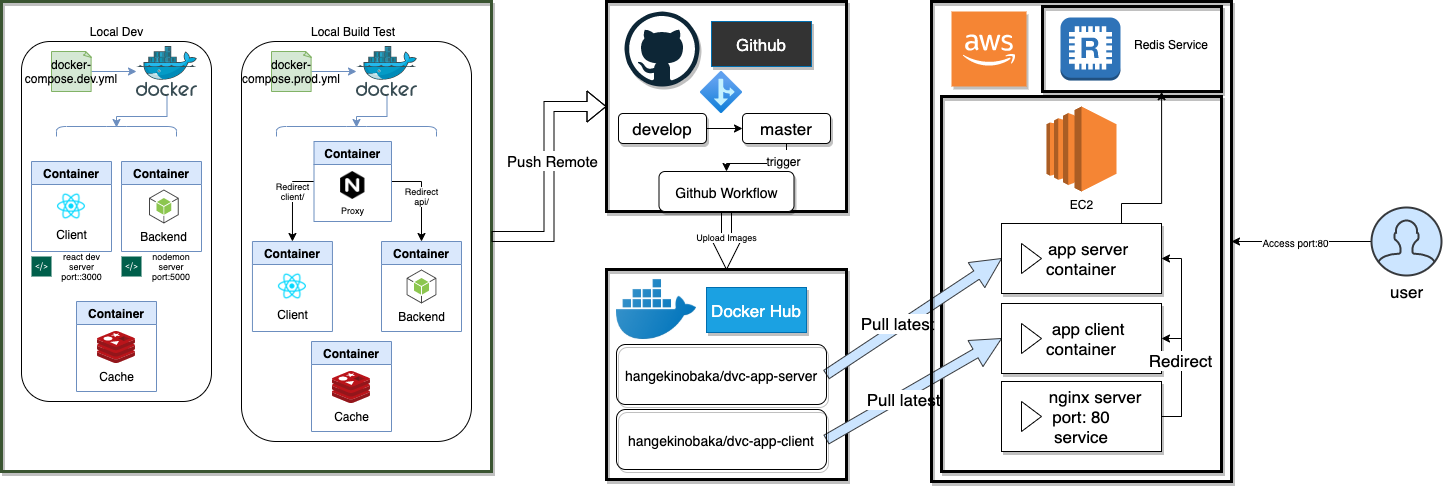 Local Dev
docker-
compose.dev.yml
docker
Container
Client
Container
Backend
</>
react dev
server
port::3000
</>
nodemon
server
port:5000
Container
Cache
Local Build Test
docker-
compose.prod.yml
docker
Container
N
Proxy
Redirect
client/
Redirect
api/
Container
Client
Container
Backend
Container
Cache
Push Remote
Github
develop
master
trigger
Github Workflow
Upload Images
Docker Hub
hangekinobaka/dvc-app-server
hangekinobaka/dvc-app-client
Pull latest
Pull latest
aws
R
Redis Service
EC2
app server
container
app client
container
Redirect
nginx server
port: 80
service
Access port:80
user